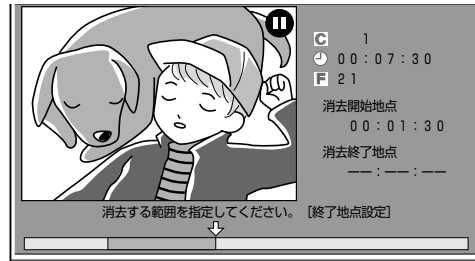 C 1
00:07:30
F 21
消去開始地点
00:01:30
消去終了地点
――:――:――
消去する範囲を指定してください。［終了地点設定］